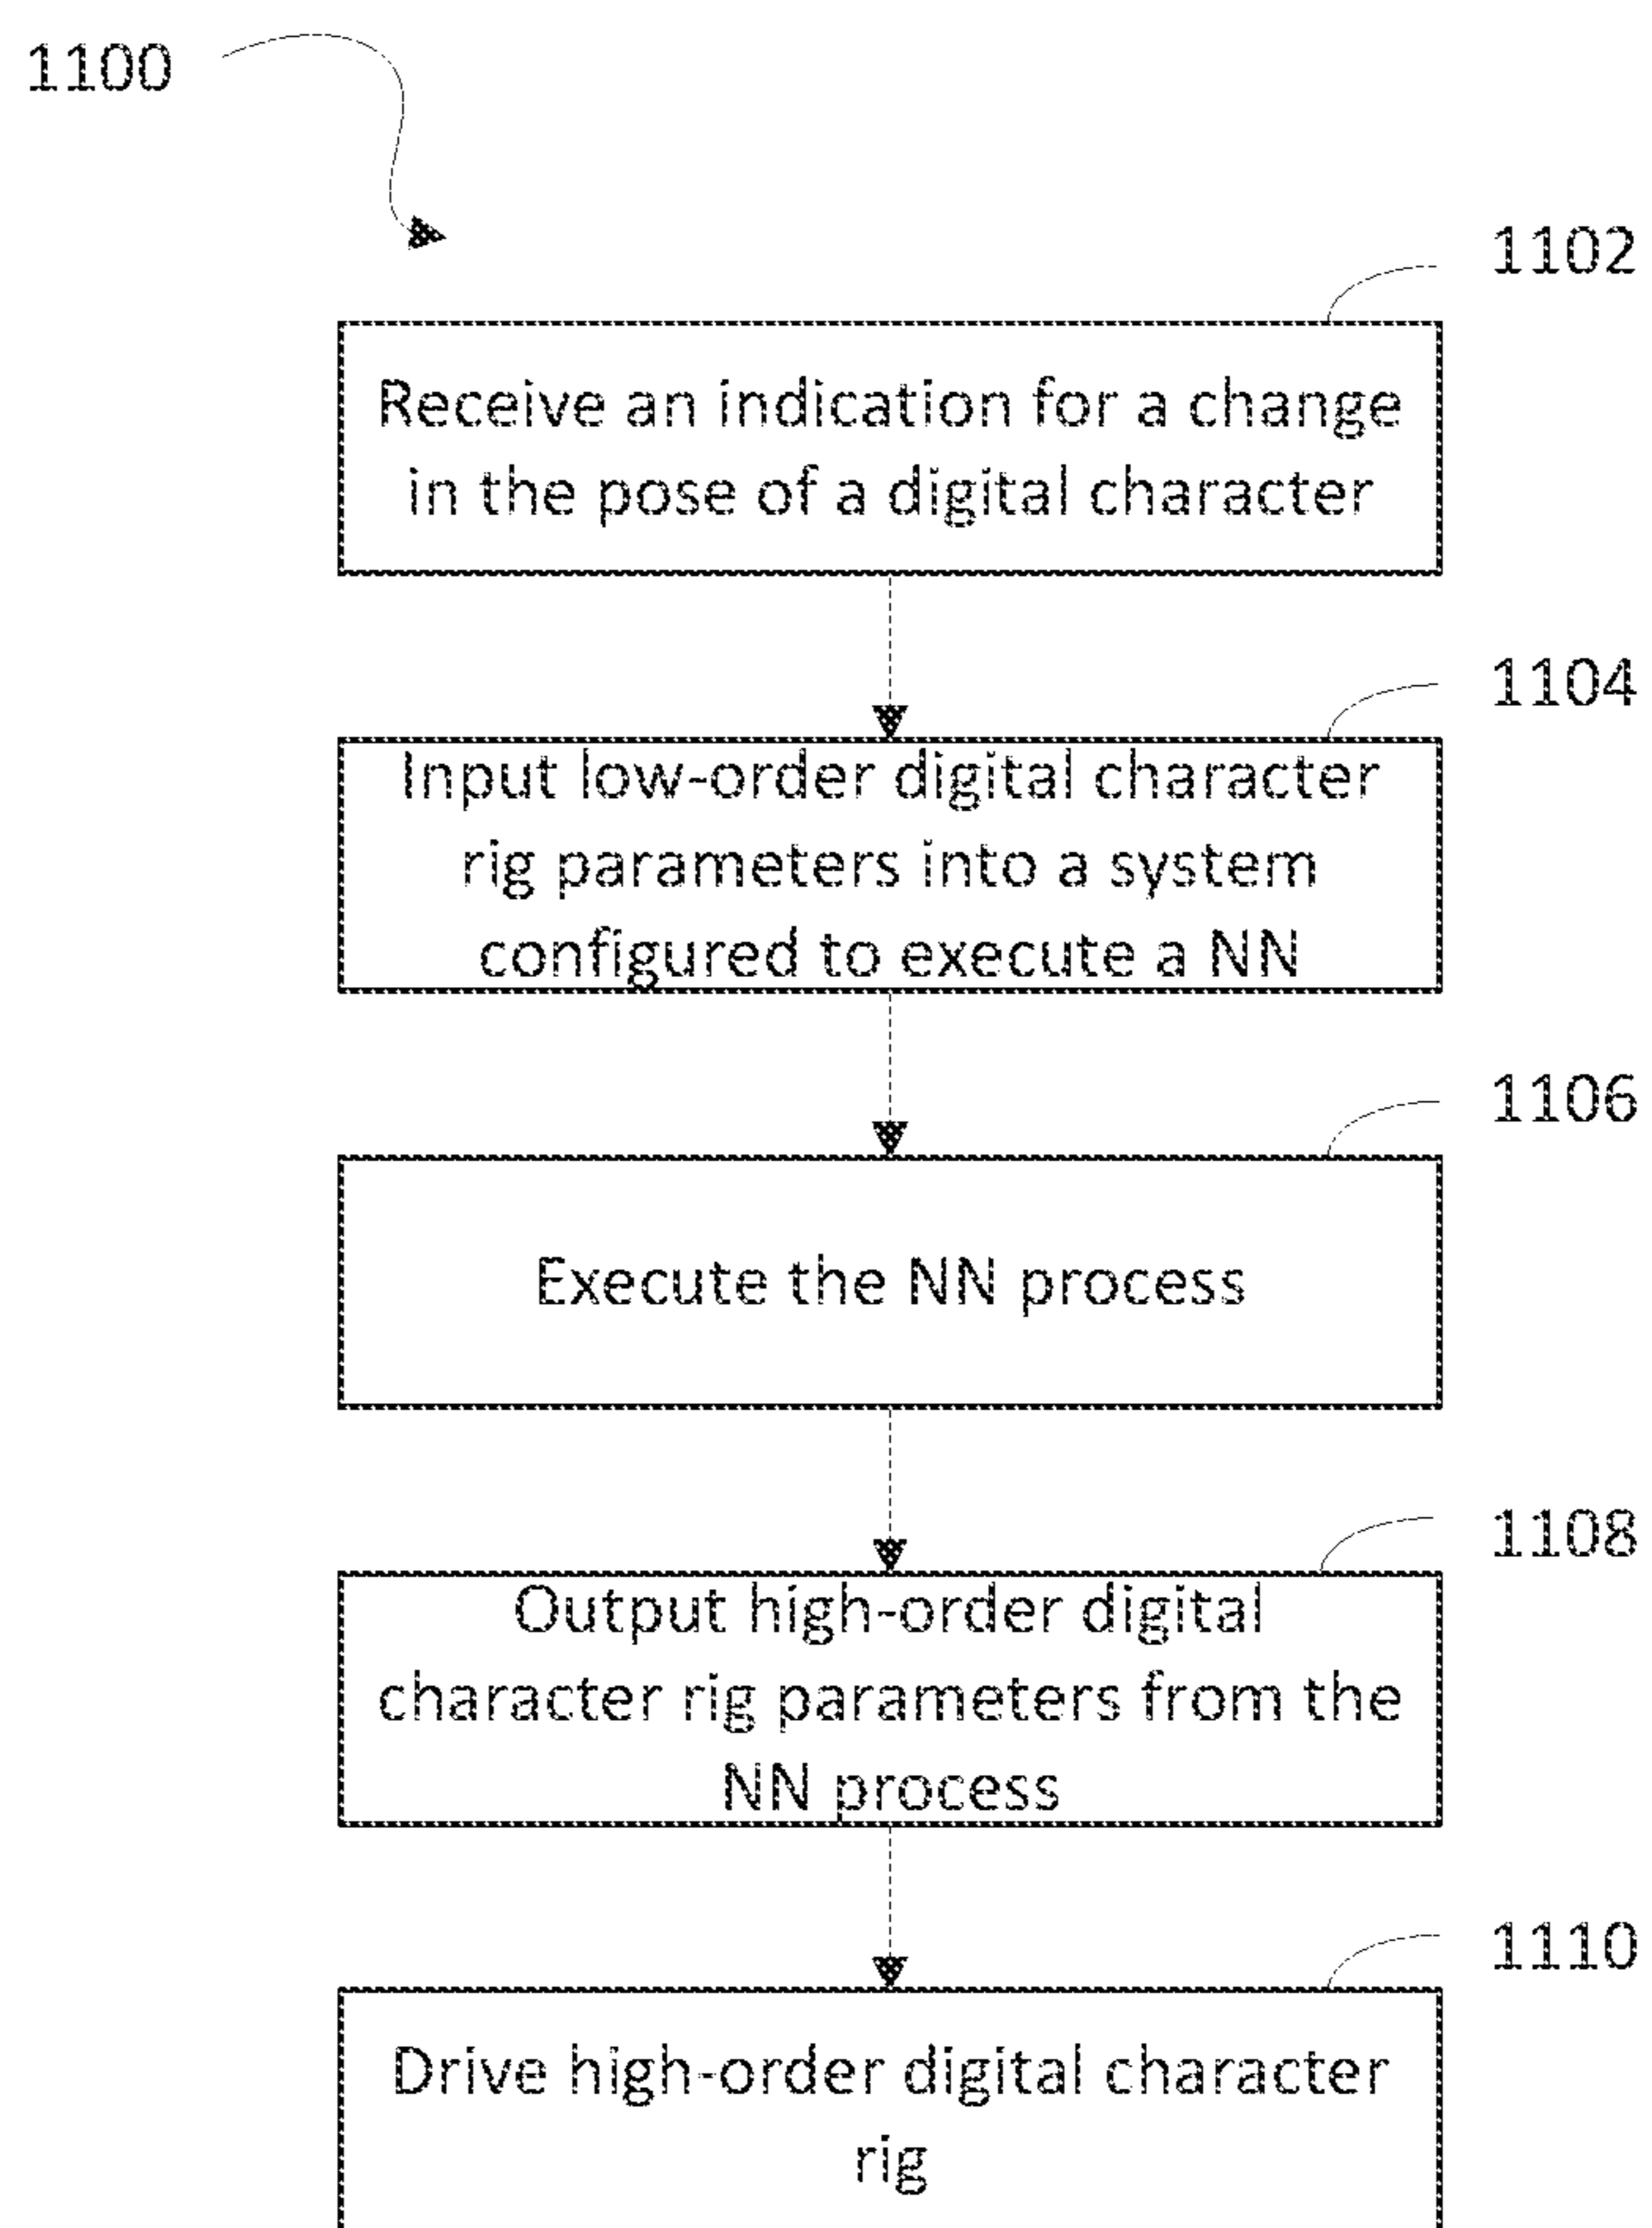 1100
1102
Receive an indication for a change
in the pose of a digital character
1104
Input low-order digital character
rig parameters into a system
configured to execute a NN
1106
Execute the NN process
1108
Output high-order digital
character rig parameters from the
NN process
1110
Drive high-order digital character
rig